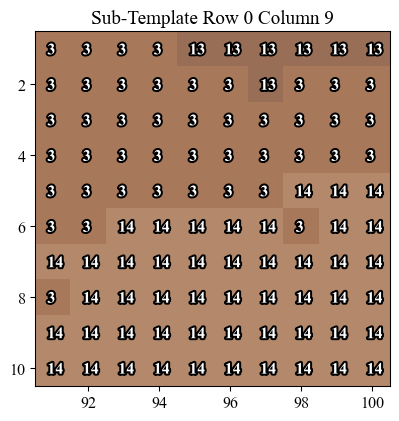 Sub-Template Row 0 Column 9
3 3 3 3 13 13 13 13 13 13
2 3 3 3 3 3 3 13 3 3 3
3 3 3 3 3 3 3 3 3 3
4 3 3 3 3 3 3 3 3 3 3
3 3 3 3 3 3 3 14 14 14
6 3 3 14 14 14 14 14 3 14 14
14 14 14 14 14 14 14 14 14 14
8 3 14 14 14 14 14 14 14 14 14
14 14 14 14 14 14 14 14 14 14
10 14 14 14 14 14 14 14 14 14 14
92 94 96 98 100